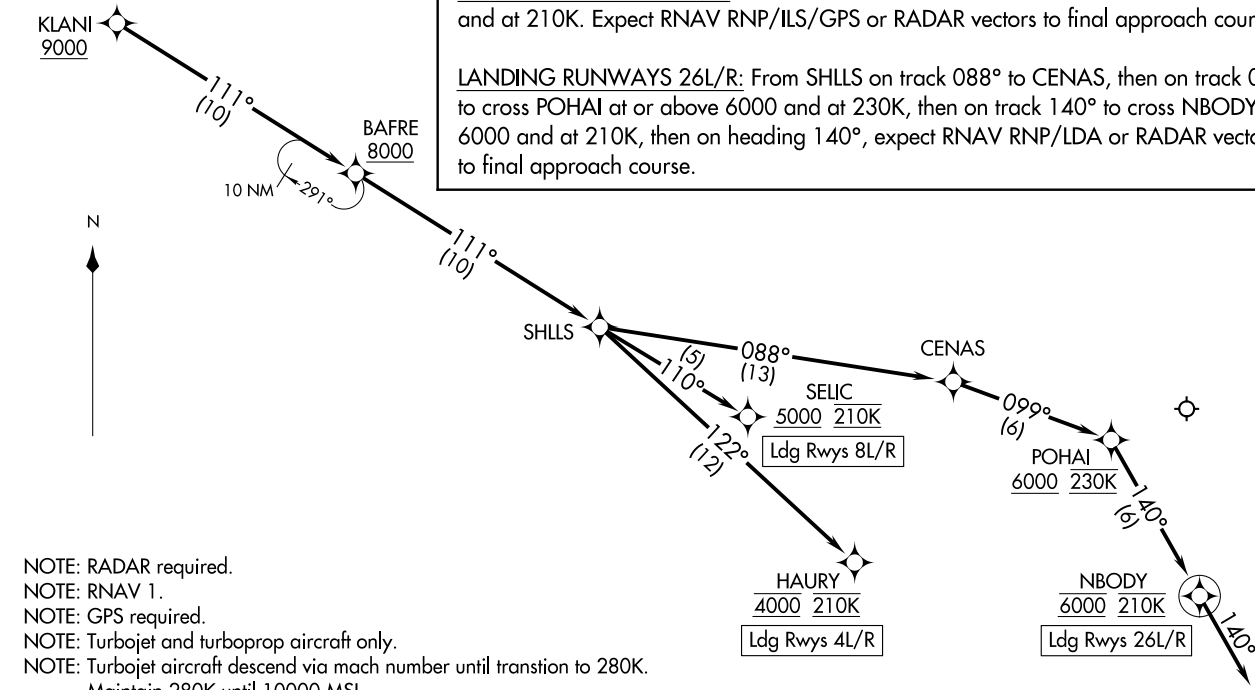 and at 210K. Expect RNAV RNP/ILS/GPS or RADAR vectors to final approach
LANDING RUNWAYS 26L/R: From SHLLS on track 088° to CENAS, then on track
to cross POHAI at or above 6000 and at 230K, then on track 140° to cross NBODY
6000 and at 210K, then on heading 140°, expect RNAV RNP/LDA or RADAR
to final approach course.
KLANI
9000
111°
(10)
BAFRE
8000
10 NM
291°
N
111°
(10)
SHLLS
(5)
110°
088°
(13)
CENAS
SELIC
5000 210K
Ldg Rwys 8L/R
099°
(6)
122°
(12)
POHAI
6000 230K
140°
(6)
HAURY
4000 210K
Ldg Rwys 4L/R
NBODY
6000 210K
Ldg Rwys 26L/R
140°
NOTE: RADAR required.
NOTE: RNAV 1.
NOTE: GPS required.
NOTE: Turbojet and turboprop aircraft only.
NOTE: Turbojet aircraft descend via mach number until transtion to 280K.
Maintain 280K until 10000 MSL